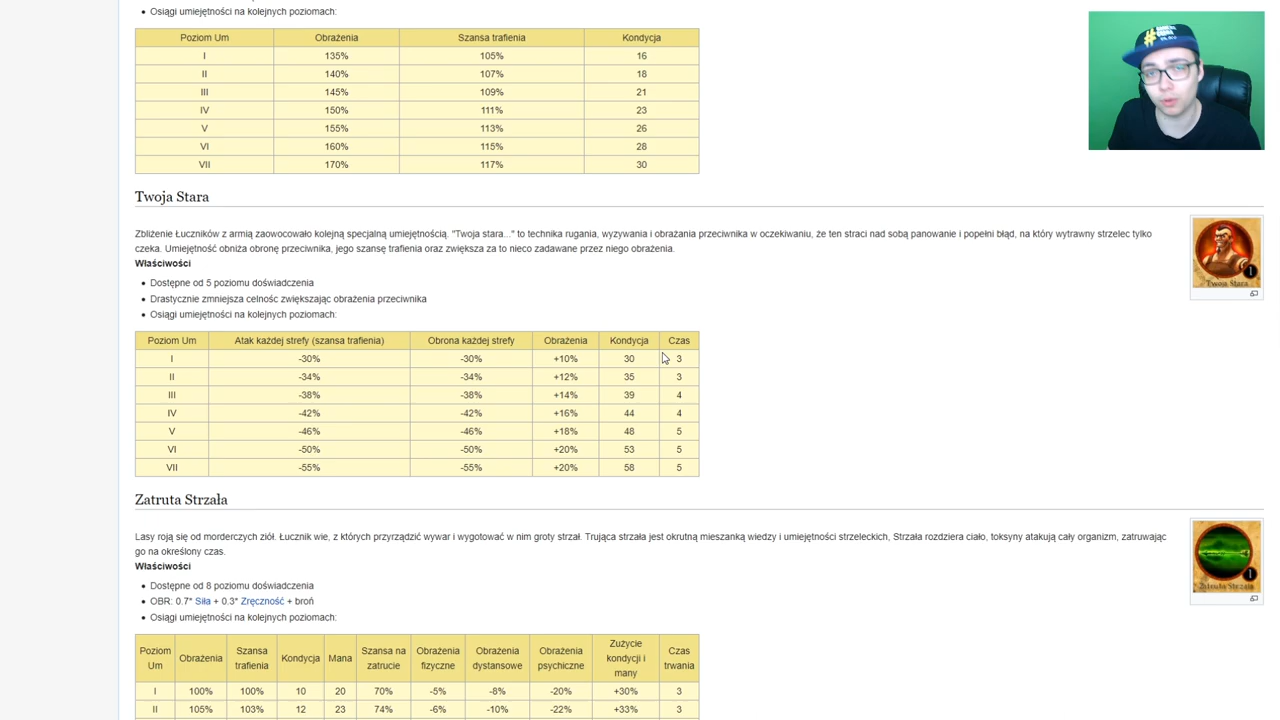 Osiągi umiejętności na kolejnych poziomach:
Poziom Um Obrażenia Szansa trafienia Kondycja
I 135% 105% 16
II 140% 107% 18
III 145% 109% 21
IV 150% 111% 23
V 155% 113% 26
VI 160% 115% 28
VII 170% 117% 30
Twoja Stara
Zbliżenie Łuczników z armią zaowocowało kolejną specjalną umiejętnością. "Twoja stara..." to technika rugania, wyzywania i obrażania przeciwnika w oczekiwaniu, że ten straci nad sobą panowanie i popełni błąd, na który wytrawny strzelec tylko
czeka. Umiejętność obniża obronę przeciwnika, jego szansę trafienia oraz zwiększa za to nieco zadawane przez niego obrażenia.
Właściwości
Dostępne od 5 poziomu doświadczenia
Drastycznie zmniejsza celnośc zwiększając obrażenia przeciwnika
Osiągi umiejętności na kolejnych poziomach:
Twoja Stara
1
Poziom Um Atak każdej strefy (szansa trafienia) Obrona każdej strefy Obrażenia Kondycja Czas
I -30% -30% +10% 30 3
II -34% -34% +12% 35 3
III -38% -38% +14% 39 4
IV -42% -42% +16% 44 4
V -46% -46% +18% 48 5
VI -50% -50% +20% 53 5
VII -55% -55% +20% 58 5
Zatruta Strzała
Lasy roją się od morderczych ziół. Łucznik wie, z których przyrządzić wywar i wygotować w nim groty strzał. Trująca strzała jest okrutną mieszanką wiedzy i umiejętności strzeleckich, Strzała rozdziera ciało, toksyny atakują cały organizm, zatruwając
go na określony czas.
Właściwości
Dostępne od 8 poziomu doświadczenia
OBR: 0.7* Siła + 0.3* Zręczność + broń
Osiągi umiejętności na kolejnych poziomach:
Zatruta Strzała
1
Poziom Um Obrażenia Szansa trafienia Kondycja Mana Szansa na zatrucie Obrażenia fizyczne Obrażenia dystansowe Obrażenia psychiczne Zużycie kondycji i many Czas trwania
I 100% 100% 10 20 70% -5% -8% -20% +30% 3
II 105% 103% 12 23 74% -6% -10% -22% +33% 3